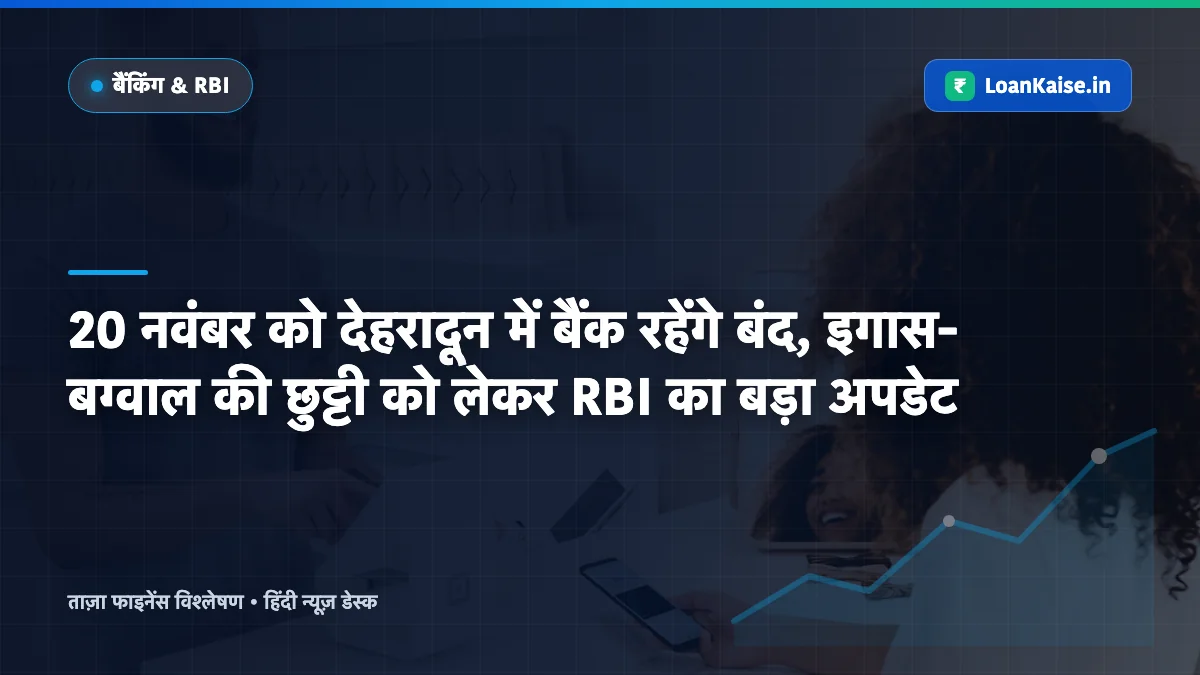 बैंकिंग & RBI
₹ LoanKaise.in
20 नवंबर को देहरादून में बैंक रहेंगे बंद, इगास-
बग्वाल की छुट्टी को लेकर RBI का बड़ा अपडेट
ताज़ा फाइनेंस विश्लेषण • हिंदी न्यूज़ डेस्क